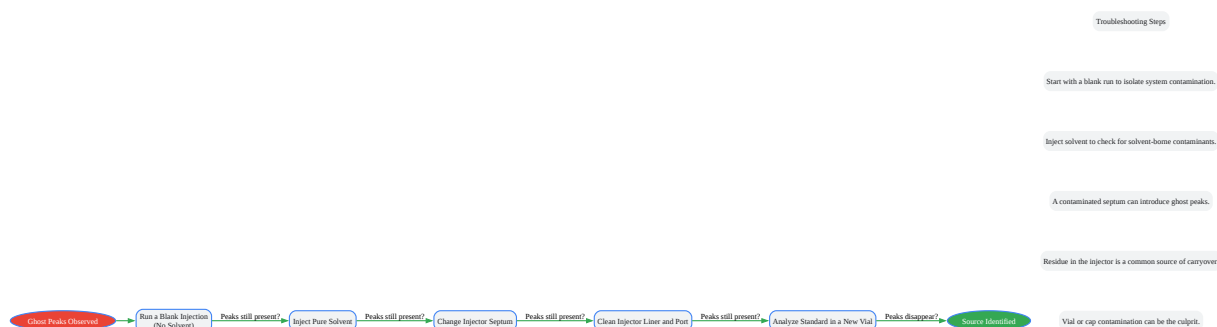 Troubleshooting Steps
Start with a blank run to isolate system contamination.
Inject solvent to check for solvent-borne contaminants.
A contaminated septum can introduce ghost peaks.
Residue in the injector is a common source of carryover
Ghost Peaks Observed
Run a Blank Injection
(No Solvent)
Peaks still present?
Inject Pure Solvent
Peaks still present?
Change Injector Septum
Peaks still present?
Clean Injector Liner and Port
Peaks still present?
Analyze Standard in a New Vial
Peaks disappear?
Source Identified
Vial or cap contamination can be the culprit.